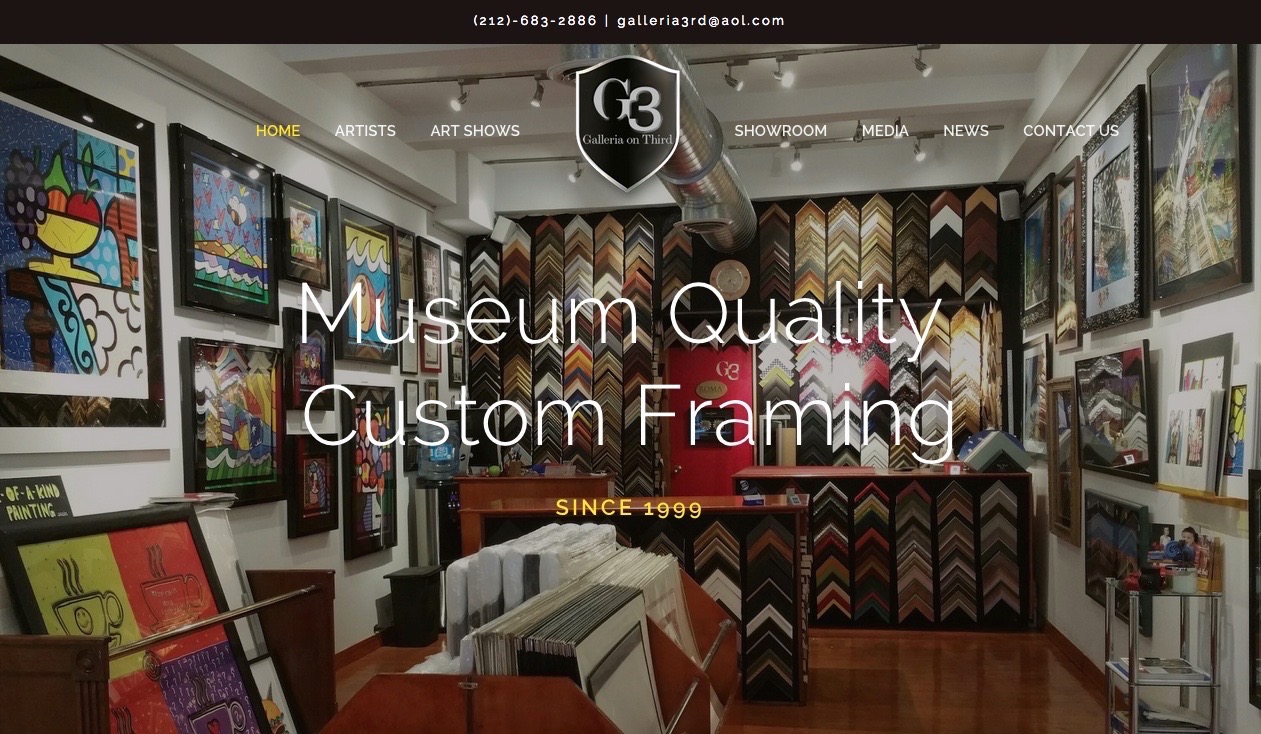 (212)-683-2886 | galleria3rd@aol.com
HOME
ARTISTS
ART SHOWS
G3
Galleria on Third
SHOWROOM
MEDIA
NEWS
CONTACT US
Museum Quality
Custom Framing
SINCE 1999
G3
ROMA
-OF-A-KIND
PAINTING